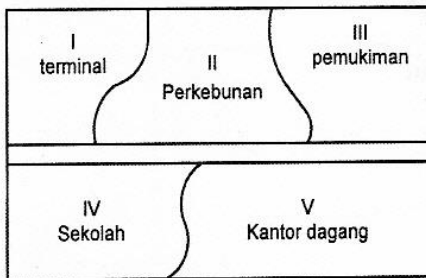 I
terminal
II
Perkebunan
III
pemukiman
IV
Sekolah
V
Kantor dagang